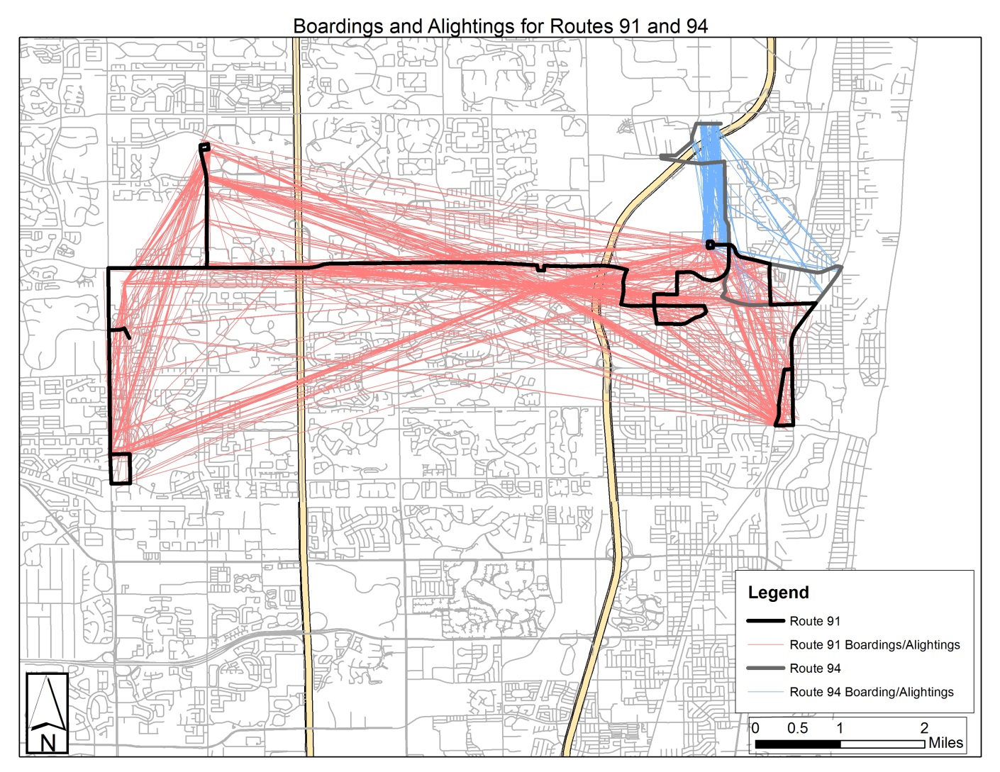 Boardings and Alightings for Routes 91 and 94
Legend
Route 91
Route 91 Boardings/Alightings
Route 94
Route 94 Boarding/Alightings
0 0.5 1 2
Miles
N